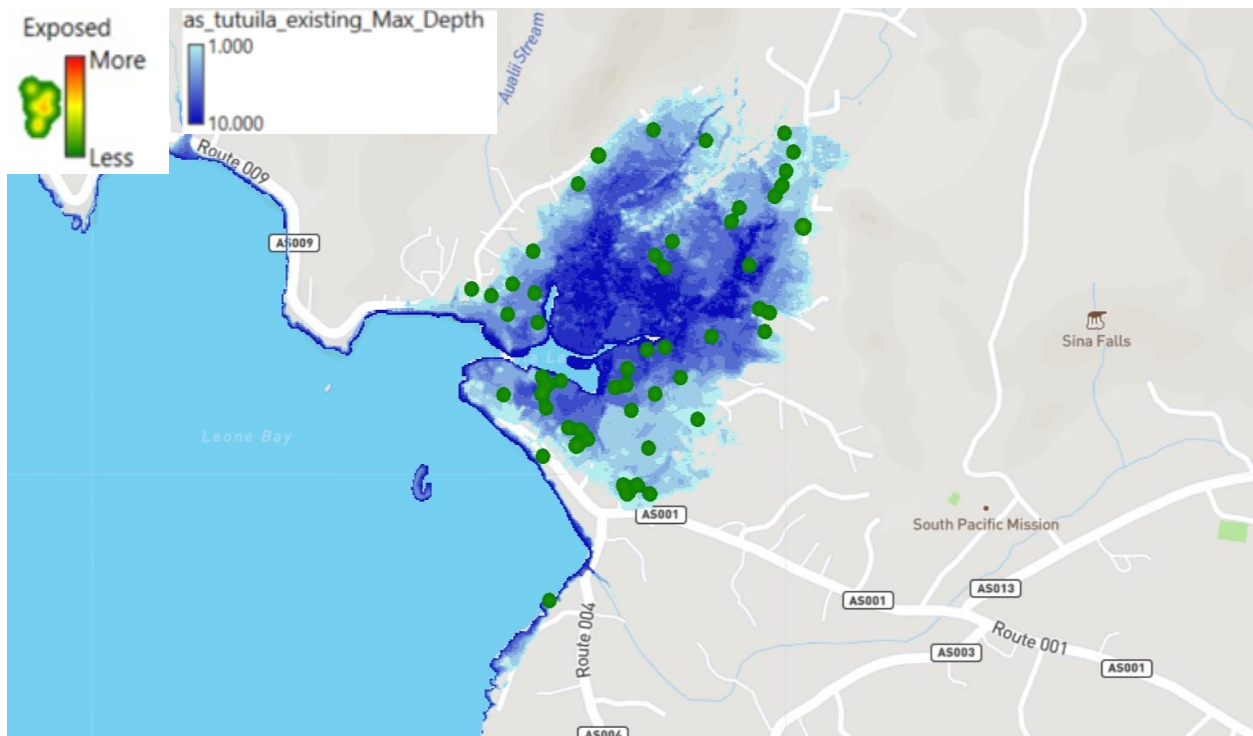 Exposed
More
Less
as_tutuila_existing_Max_Depth
1.000
10.000
Aualii Stream
Route 009
AS009
Sina Falls
Leone Bay
AS001
South Pacific Mission
AS001
AS013
Route 004
Route 001
AS003
AS001
AS004